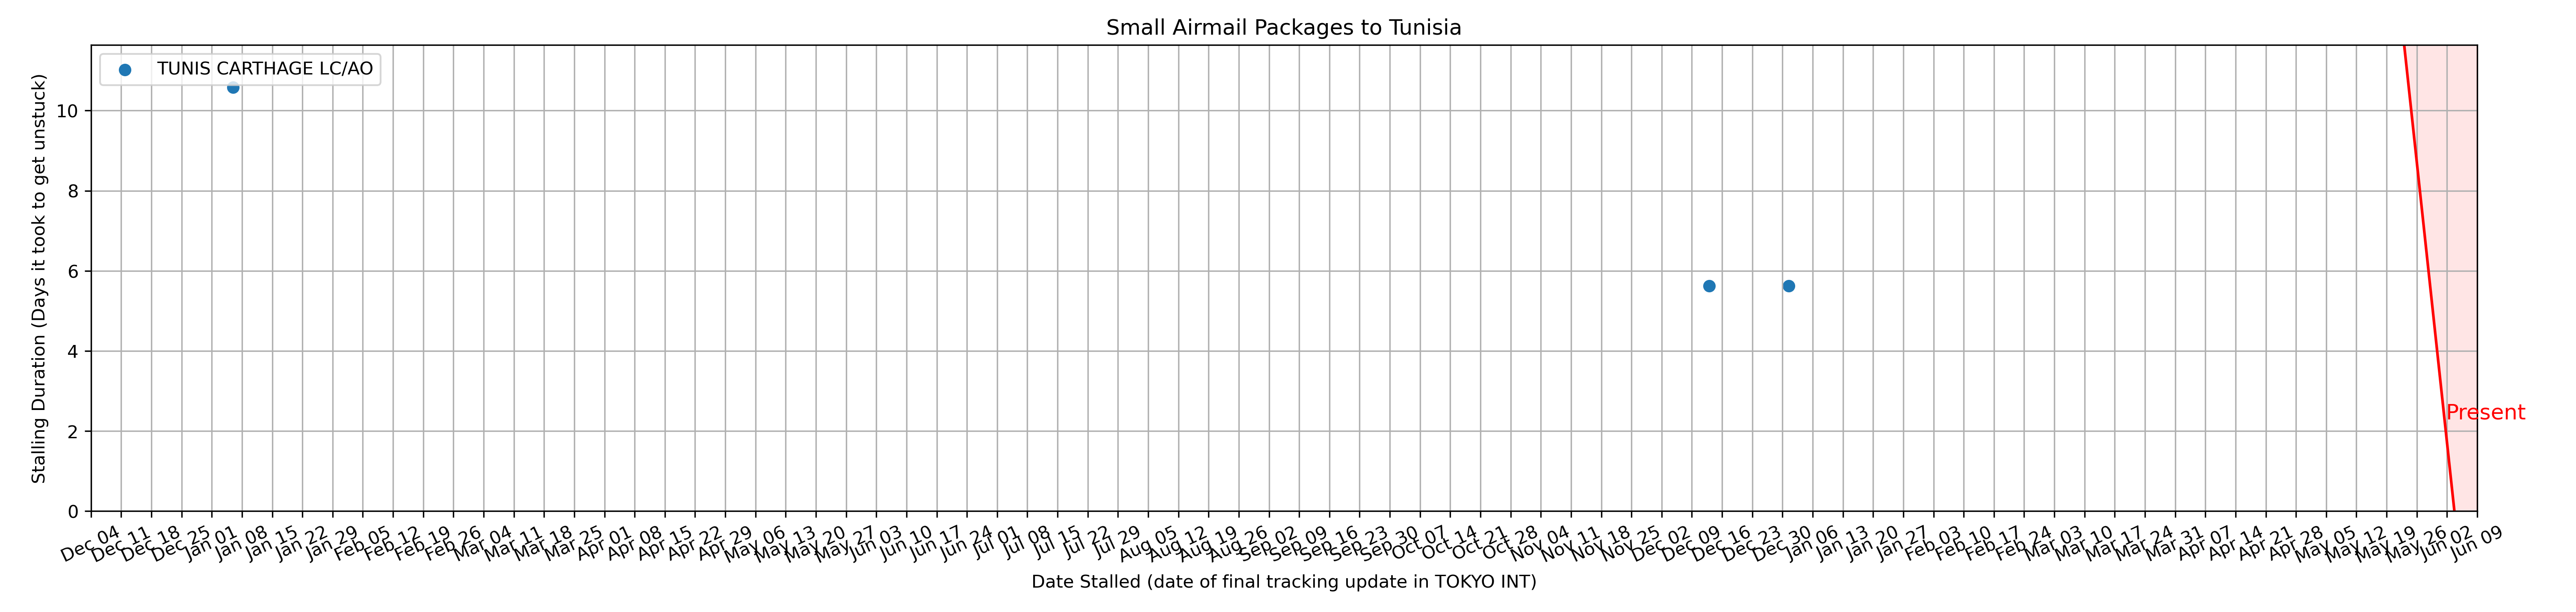 Small Airmail Packages to Tunisia
TUNIS CARTHAGE LC/AO
Stalling Duration (Days it took to get unstuck)
10
8
6
4
2
0
Present
Dec 04
Dec 11
Dec 18
Dec 25
Jan 01
Jan 08
Jan 15
Jan 22
Jan 29
Feb 05
Feb 12
Feb 19
Feb 26
Mar 04
Mar 11
Mar 18
Mar 25
Apr 01
Apr 08
Apr 15
Apr 22
Apr 29
May 06
May 13
May 20
May 27
Jun 03
Jun 10
Jun 17
Jun 24
Jul 01
Jul 08
Jul 15
Jul 22
Jul 29
Aug 05
Aug 12
Aug 19
Aug 26
Sep 02
Sep 09
Sep 16
Sep 23
Sep 30
Oct 07
Oct 14
Oct 21
Oct 28
Nov 04
Nov 11
Nov 18
Nov 25
Dec 02
Dec 09
Dec 16
Dec 23
Dec 30
Jan 06
Jan 13
Jan 20
Jan 27
Feb 03
Feb 10
Feb 17
Feb 24
Mar 03
Mar 10
Mar 17
Mar 24
Mar 31
Apr 07
Apr 14
Apr 21
Apr 28
May 05
May 12
May 19
May 26
Jun 02
Jun 09
Date Stalled (date of final tracking update in TOKYO INT)